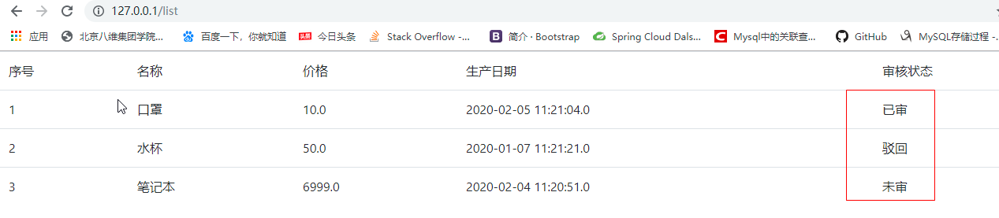 127.0.0.1/list
应用 北京八维集团学院... 百度一下，你就知道 头条 今日头条 Stack Overflow -... B 简介 · Bootstrap Spring Cloud Dals... C Mysql中的关联查... GitHub MySQL存储过程 -...
序号 名称 价格 生产日期 审核状态
1 口罩 10.0 2020-02-05 11:21:04.0 已审
2 水杯 50.0 2020-01-07 11:21:21.0 驳回
3 笔记本 6999.0 2020-02-04 11:20:51.0 未审